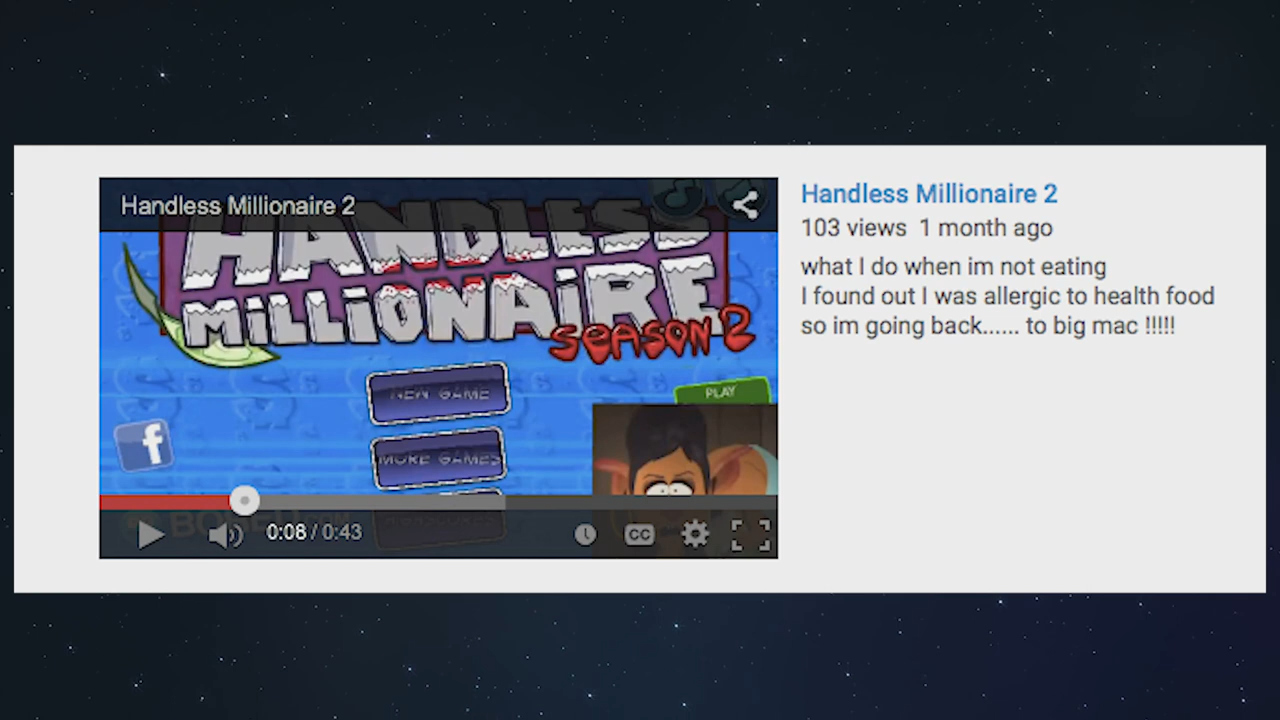 Handless Millionaire 2
HANDLESS
MILLIONAIRE
SEASON 2
NEW GAME
PLAY
MORE GAMES
f
0:08 / 0:43
CC
Handless Millionaire 2
103 views 1 month ago
what I do when im not eating
I found out I was allergic to health food
so im going back...... to big mac !!!!!